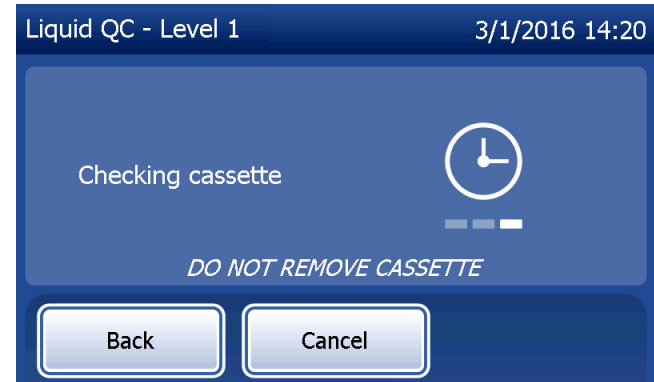 Liquid QC - Level 1 3/1/2016 14:20
Checking cassette
DO NOT REMOVE CASSETTE
Back Cancel